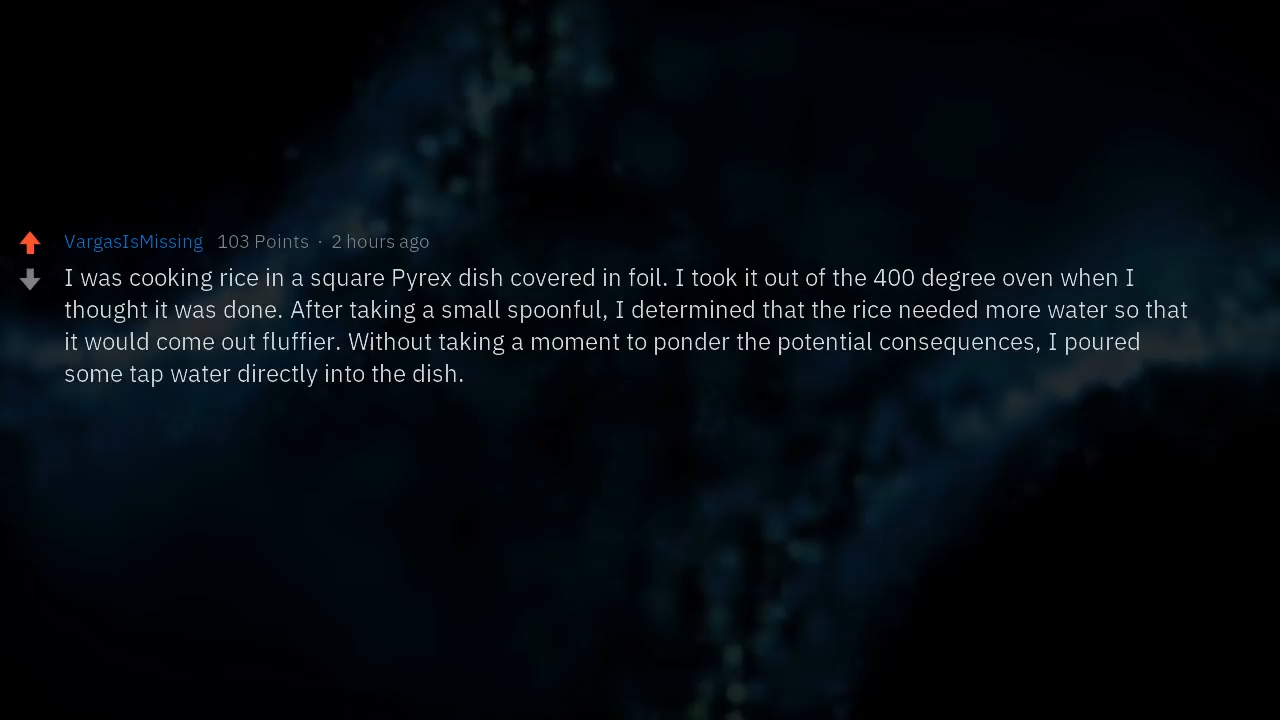 VargasIsMissing 103 Points · 2 hours ago
I was cooking rice in a square Pyrex dish covered in foil. I took it out of the 400 degree oven when I
thought it was done. After taking a small spoonful, I determined that the rice needed more water so that
it would come out fluffier. Without taking a moment to ponder the potential consequences, I poured
some tap water directly into the dish.